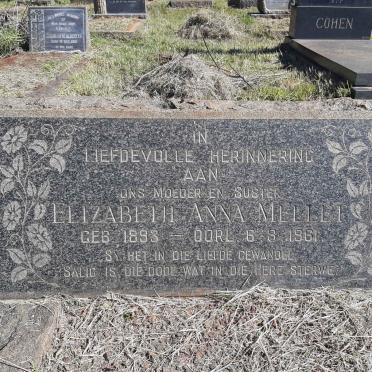 COHEN
IN
LIEFDEVOLLE HERINNERING
AAN
ONS MOEDER EN SUSTER
ELIZABETH ANNA MELLET
GEB. 1893 — OORL. 6.8.1961
SY HET IN DIE LIEFDE GEWANDEL
"SALIG IS DIE DOOIE WAT IN DIE HERE STERWE"